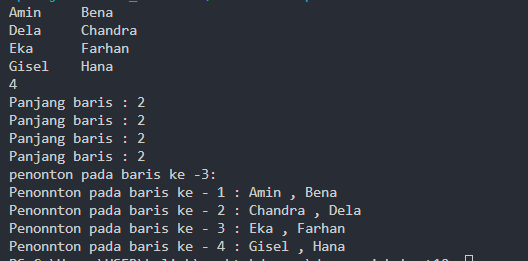 Amin     Bena
Dela     Chandra
Eka      Farhan
Gisel    Hana
4
Panjang baris : 2
Panjang baris : 2
Panjang baris : 2
Panjang baris : 2
penonton pada baris ke -3:
Penonnton pada baris ke - 1 : Amin , Bena
Penonnton pada baris ke - 2 : Chandra , Dela
Penonnton pada baris ke - 3 : Eka , Farhan
Penonnton pada baris ke - 4 : Gisel , Hana